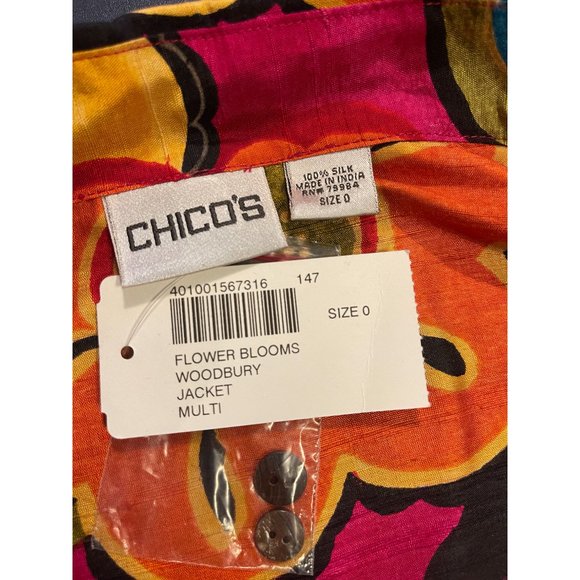 CHICO'S
100% SILK
MADE IN INDIA
RN# 79984
SIZE 0
401001567316 147
SIZE 0
FLOWER BLOOMS
WOODBURY
JACKET
MULTI